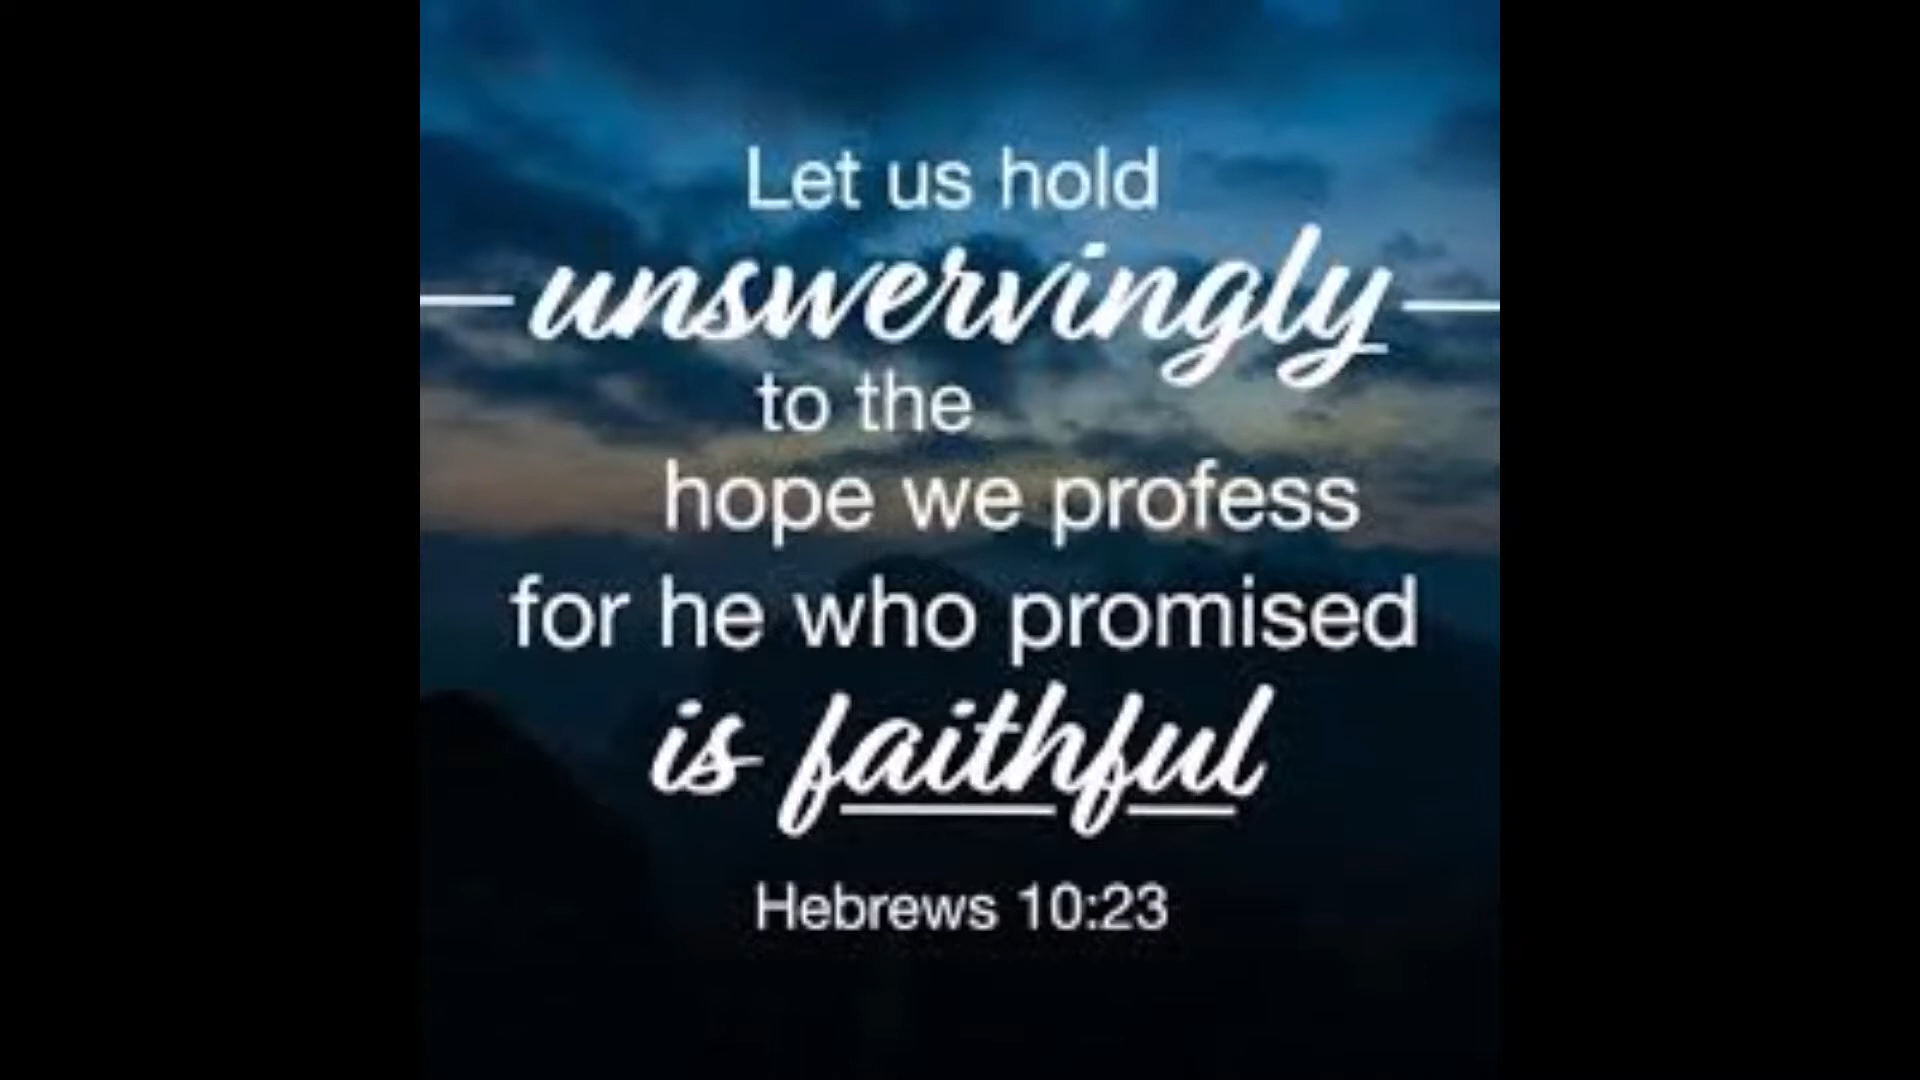 Let us hold
unswervingly
to the
hope we profess
for he who promised
is faithful
Hebrews 10:23